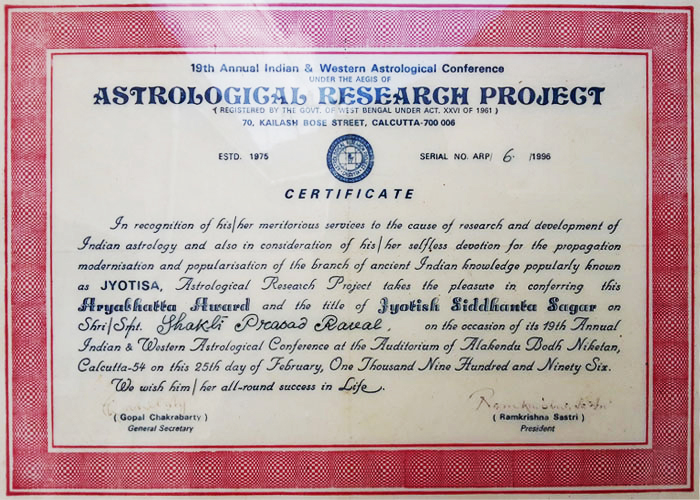 19th Annual Indian & Western Astrological Conference
UNDER THE AEGIS OF
ASTROLOGICAL RESEARCH PROJECT
( REGISTERED BY THE GOVT. OF WEST BENGAL UNDER ACT. XXVI OF 1961 )
70, KAILASH BOSE STREET, CALCUTTA-700 006
ESTD. 1975
SERIAL NO. ARP/ 6 /1996
CERTIFICATE
In recognition of his/her meritorious services to the cause of research and development of
Indian astrology and also in consideration of his/her selfless devotion for the propagation
modernisation and popularisation of the branch of ancient Indian knowledge popularly known
as JYOTISA, Astrological Research Project takes the pleasure in conferring this
Aryabhatta Award and the title of Jyotish Siddhanta Sagar on
Shri/Smt. Shakti Prasad Rawal, on the occasion of its 19th Annual
Indian & Western Astrological Conference at the Auditorium of Alakendu Bodh Niketan,
Calcutta-54 on this 25th day of February, One Thousand Nine Hundred and Ninety Six.
We wish him/her all-round success in Life.
( Gopal Chakrabarty )
General Secretary
( Ramkrishna Sastri )
President